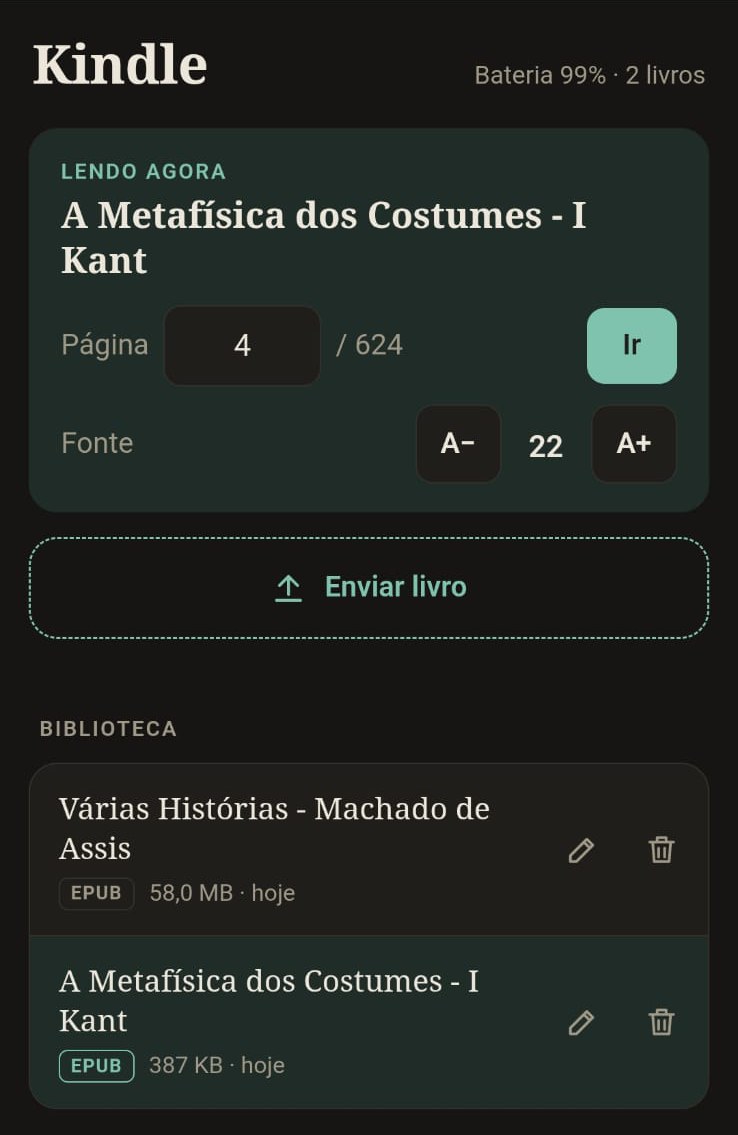 Kindle
Bateria 99% · 2 livros
LENDO AGORA
A Metafísica dos Costumes - I
Kant
Página 4 / 624 Ir
Fonte A− 22 A+
Enviar livro
BIBLIOTECA
Várias Histórias - Machado de
Assis
EPUB 58,0 MB · hoje
A Metafísica dos Costumes - I
Kant
EPUB 387 KB · hoje